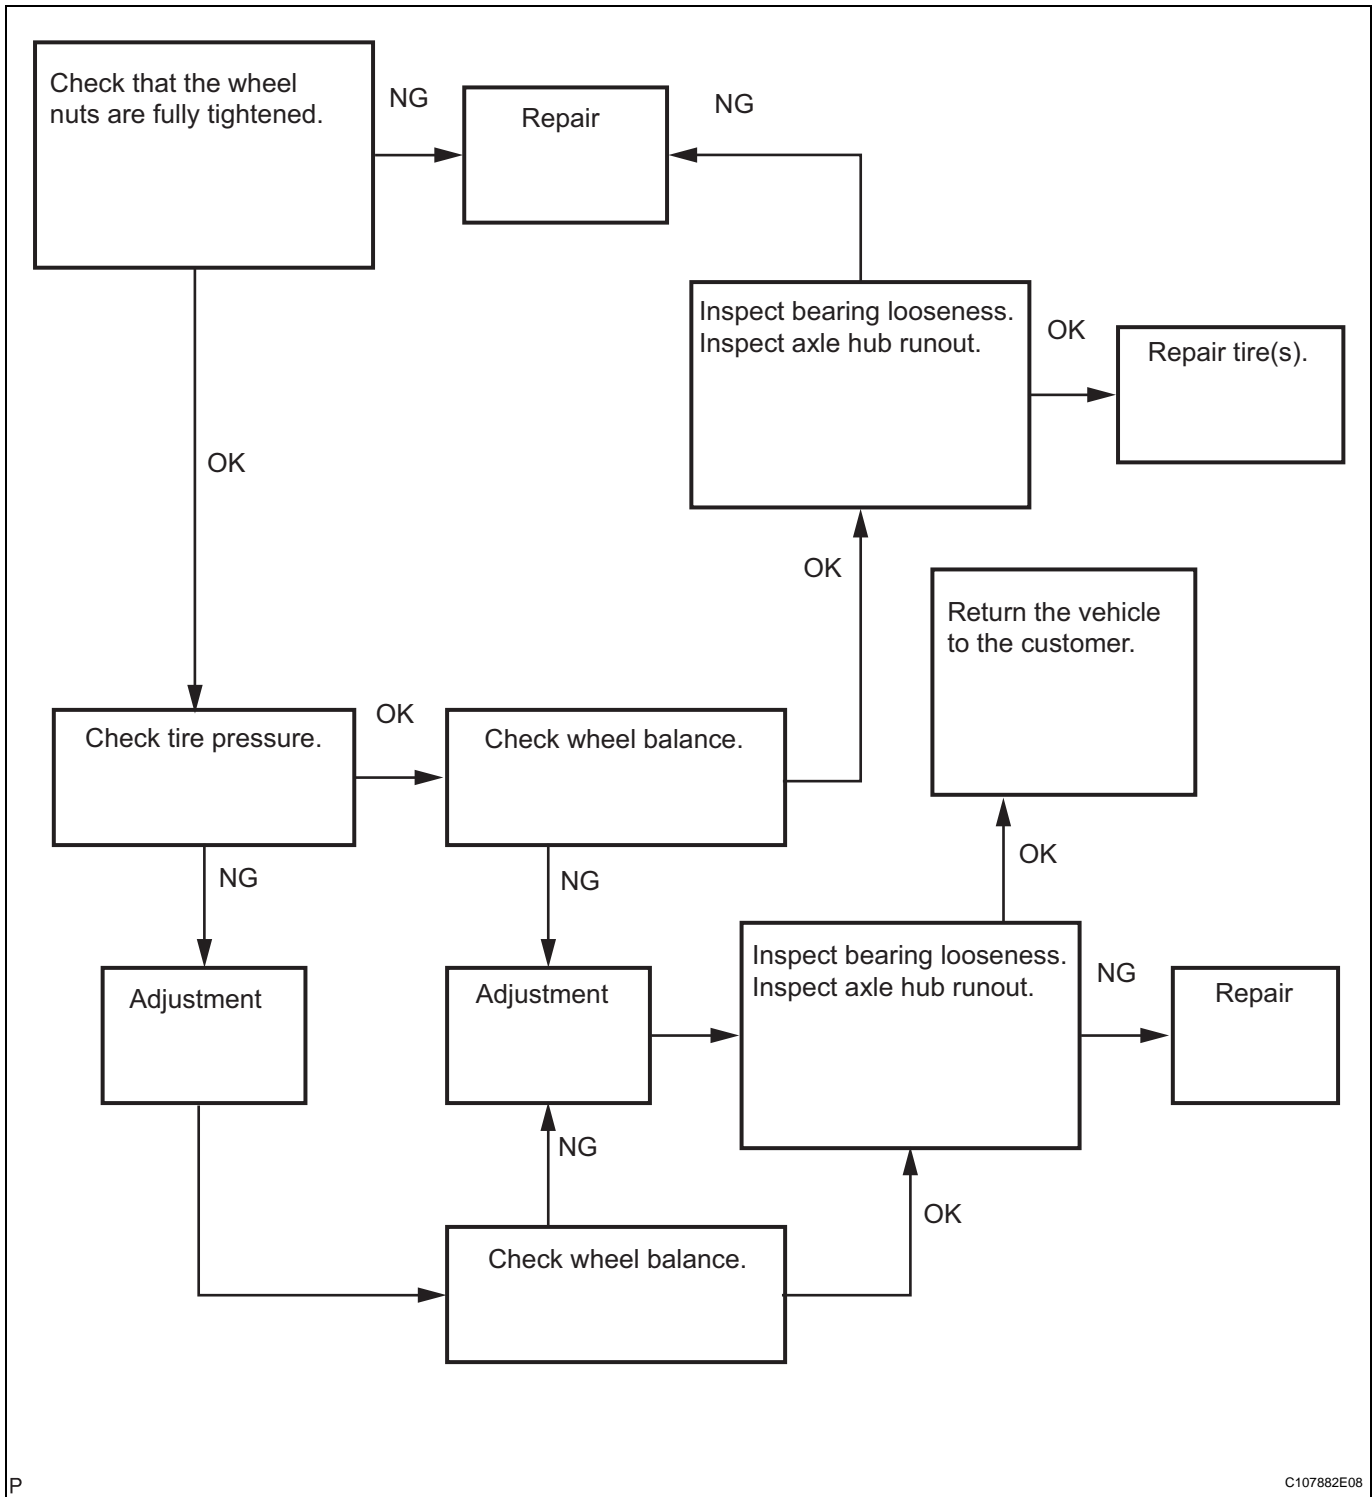 Check that the wheel
nuts are fully tightened.
NG
Repair
NG
Inspect bearing looseness.
Inspect axle hub runout.
OK
Repair tire(s).
OK
OK
Return the vehicle
to the customer.
Check tire pressure.
OK
Check wheel balance.
NG
NG
OK
Adjustment
Adjustment
Inspect bearing looseness.
Inspect axle hub runout.
NG
Repair
NG
OK
Check wheel balance.
P
C107882E08